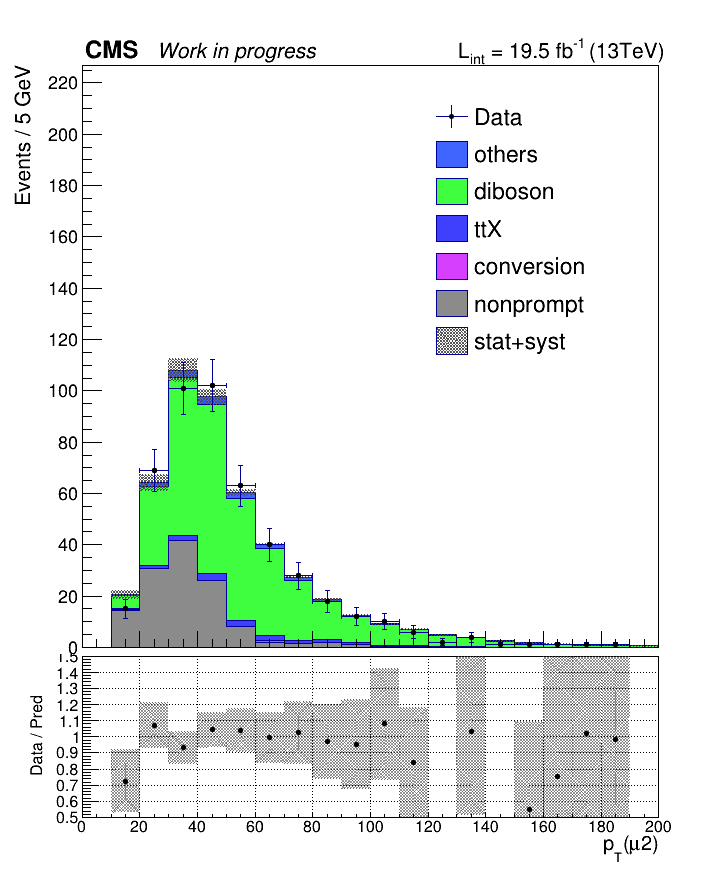 CMS Work in progress L_int = 19.5 fb⁻¹ (13TeV)
Events / 5 GeV
220
200
180
160
140
120
100
80
60
40
20
0
Data
others
diboson
ttX
conversion
nonprompt
stat+syst
Data / Pred
1.5
1.4
1.3
1.2
1.1
1
0.9
0.8
0.7
0.6
0.5
0 20 40 60 80 100 120 140 160 180 200
p_T(μ2)